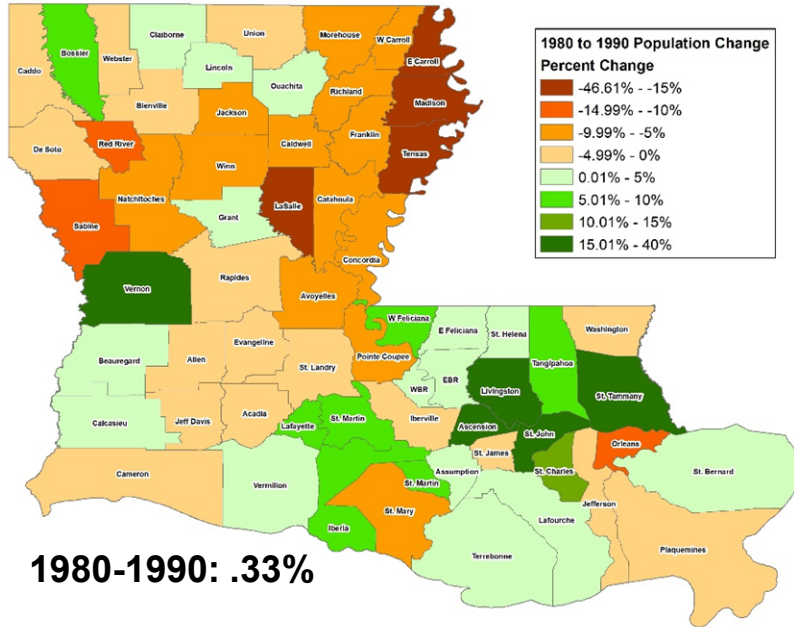 1980 to 1990 Population Change
Percent Change
-46.61% - -15%
-14.99% - -10%
-9.99% - -5%
-4.99% - 0%
0.01% - 5%
5.01% - 10%
10.01% - 15%
15.01% - 40%
Caddo
Bossier
Webster
Claiborne
Union
Morehouse
W Carroll
E Carroll
Lincoln
Ouachita
Richland
Madison
Bienville
Jackson
De Soto
Red River
Caldwell
Franklin
Tensas
Winn
Natchitoches
Sabine
Grant
LaSalle
Catahoula
Concordia
Vernon
Rapides
Avoyelles
W Feliciana
E Feliciana
St. Helena
Washington
Beauregard
Allen
Evangeline
St. Landry
Pointe Coupee
Tangipahoa
WBR
EBR
Livingston
St. Tammany
Calcasieu
Jeff Davis
Acadia
Lafayette
St. Martin
Iberville
Ascension
St. John
Orleans
St. James
St. Charles
Cameron
Vermilion
St. Martin
Assumption
St. Bernard
Iberia
St. Mary
Jefferson
Lafourche
Terrebonne
Plaquemines
1980-1990: .33%